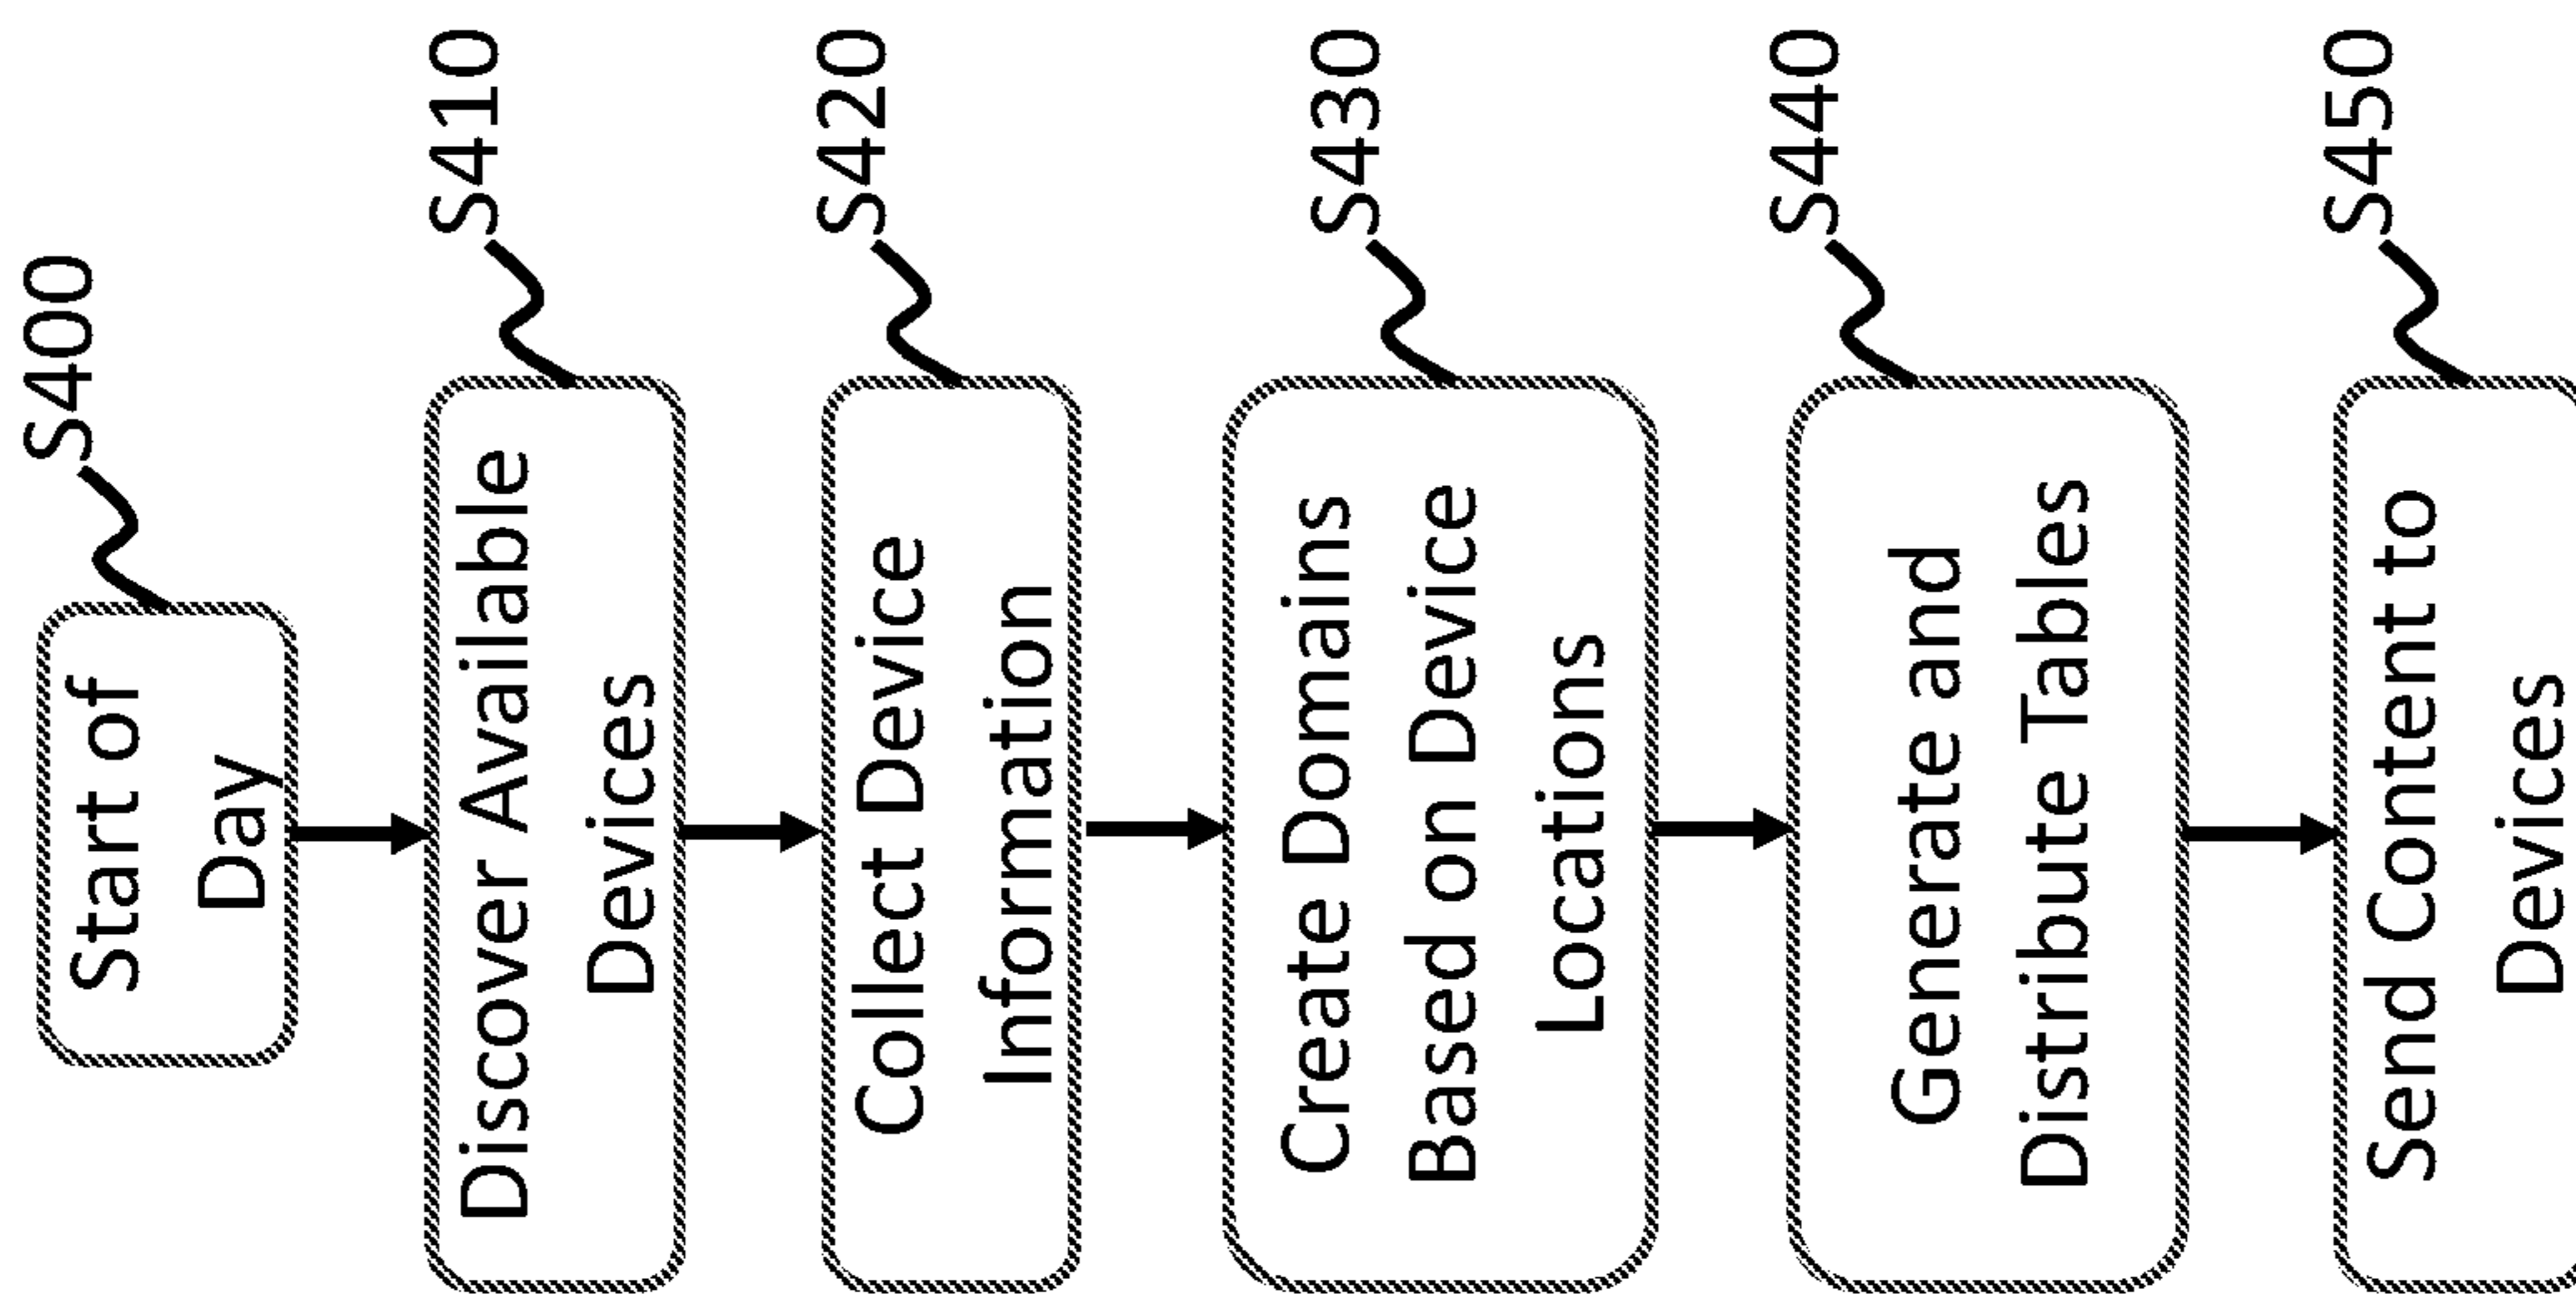 S400
Start of
Day
S410
Discover Available
Devices
S420
Collect Device
Information
S430
Create Domains
Based on Device
Locations
S440
Generate and
Distribute Tables
S450
Send Content to
Devices